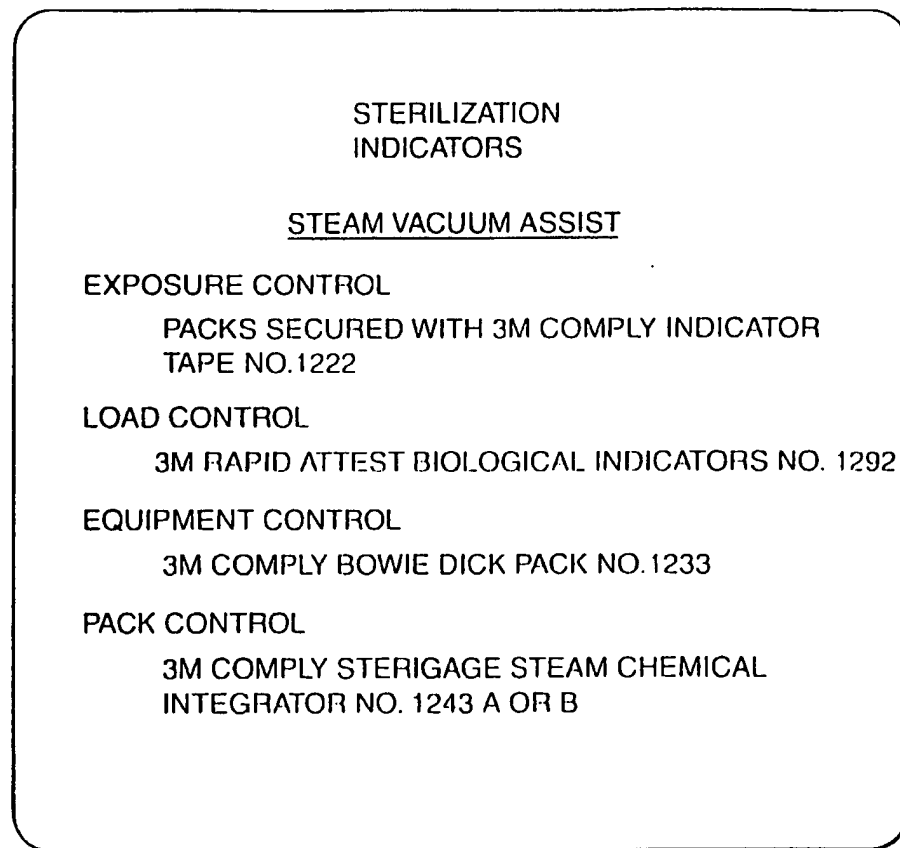 STERILIZATION
INDICATORS
STEAM VACUUM ASSIST
EXPOSURE CONTROL
PACKS SECURED WITH 3M COMPLY INDICATOR
TAPE NO.1222
LOAD CONTROL
3M RAPID ATTEST BIOLOGICAL INDICATORS NO. 1292
EQUIPMENT CONTROL
3M COMPLY BOWIE DICK PACK NO.1233
PACK CONTROL
3M COMPLY STERIGAGE STEAM CHEMICAL
INTEGRATOR NO. 1243 A OR B